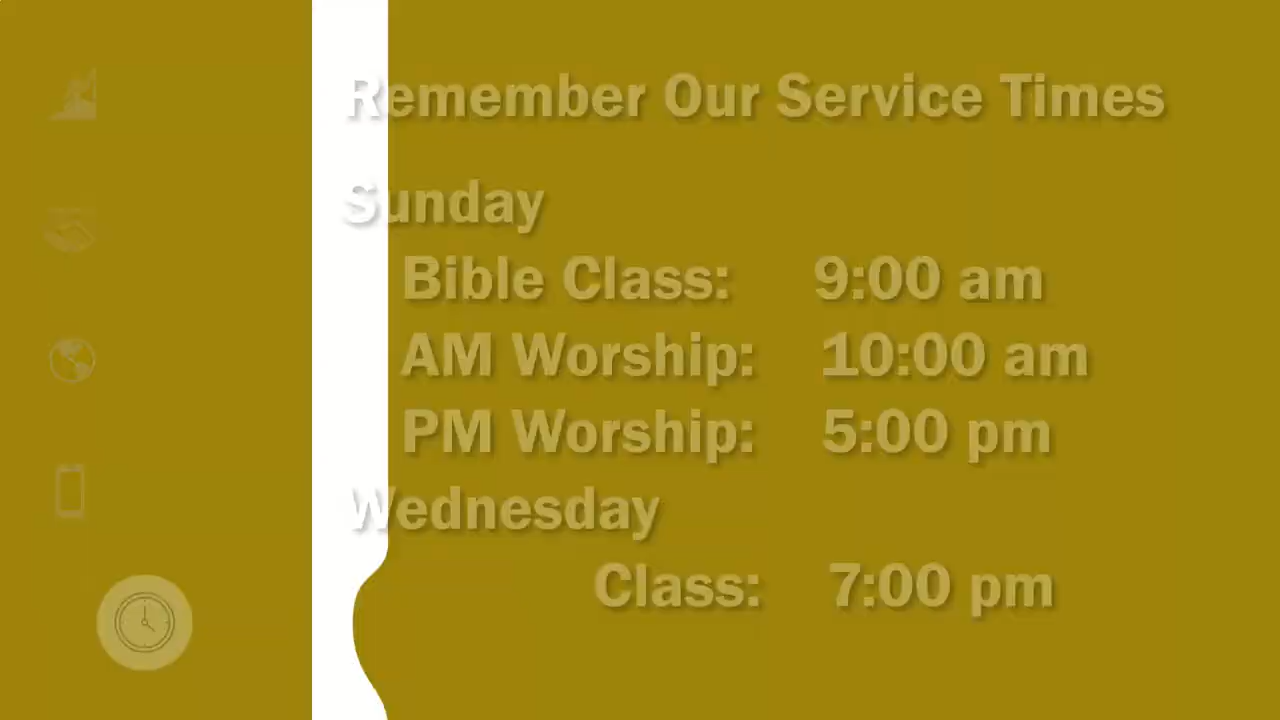 Remember Our Service Times
Sunday
Bible Class: 9:00 am
AM Worship: 10:00 am
PM Worship: 5:00 pm
Wednesday
Class: 7:00 pm